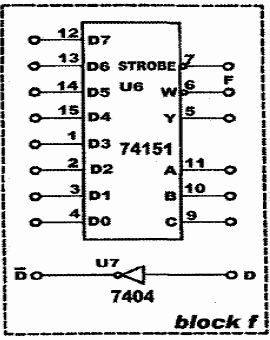 12 D7
13 D6 STROBE 7
14 D5 U6 W 6 F
15 D4 Y 5
1 D3 74151
2 D2 A 11
3 D1 B 10
4 D0 C 9
U7
D̅ D
7404
block f